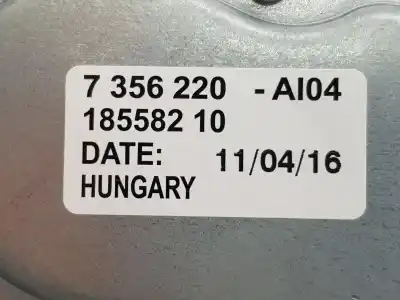 7 356 220 - AI04
185582 10
DATE: 11/04/16
HUNGARY